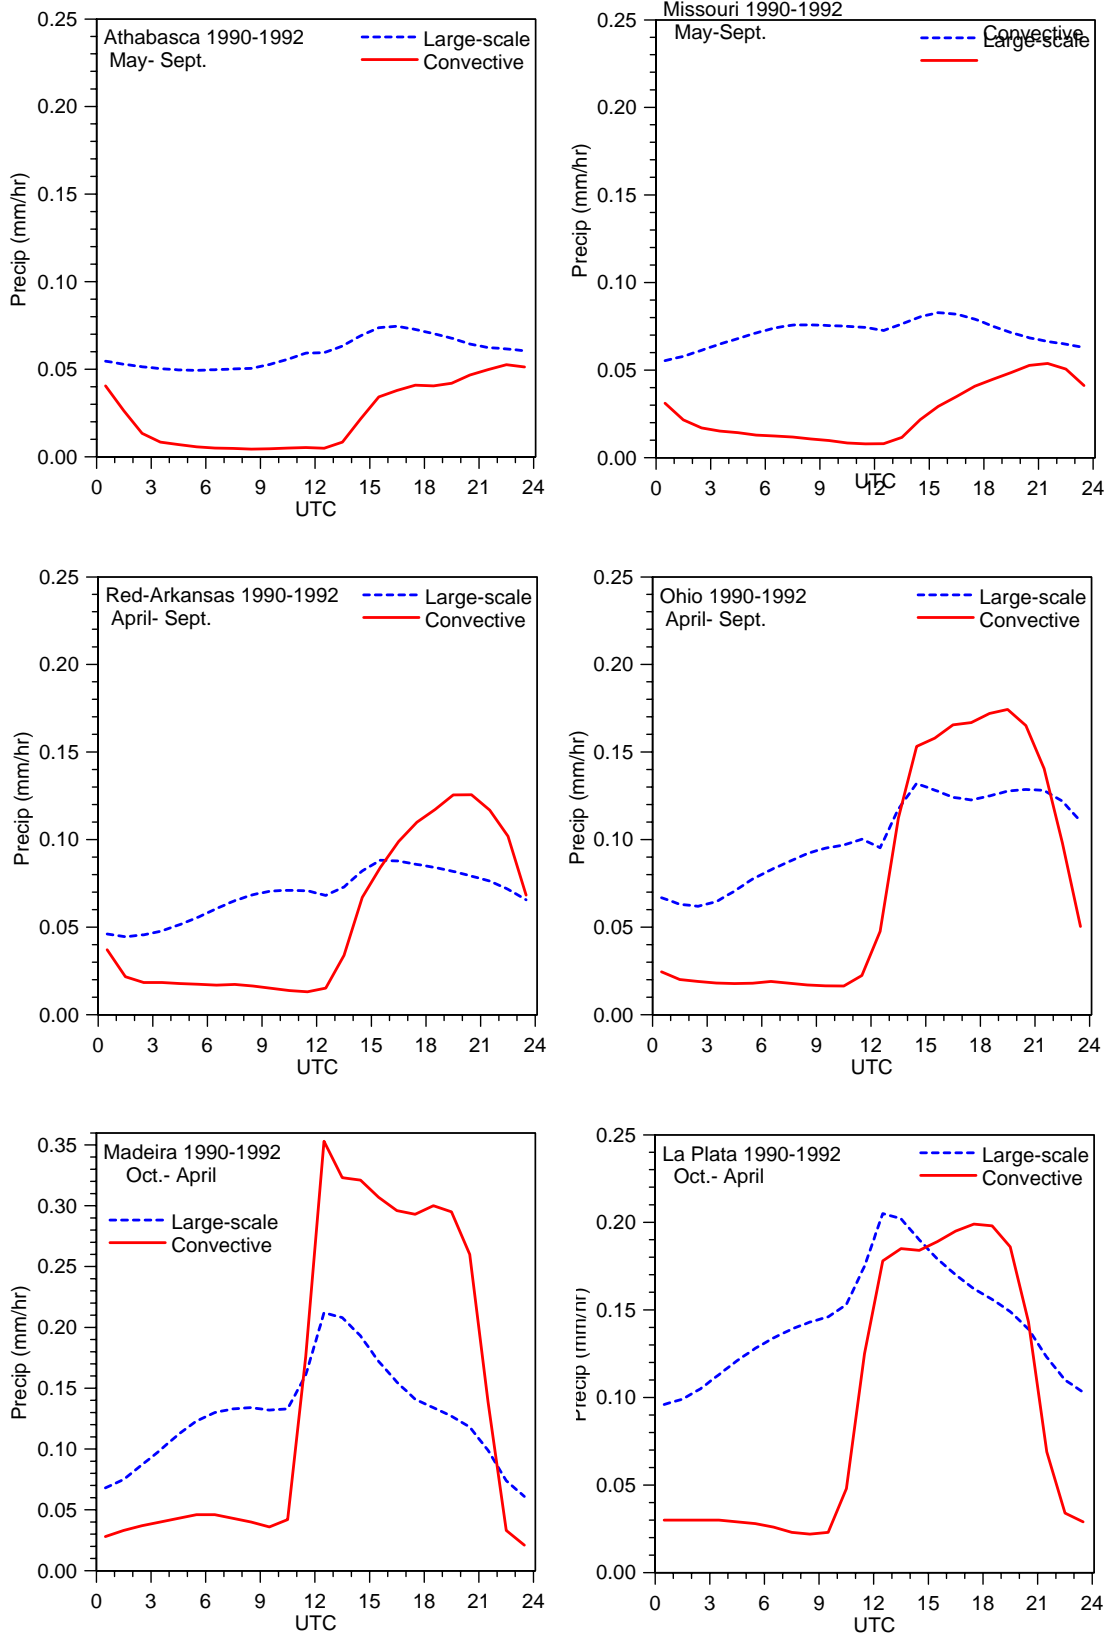 Athabasca 1990-1992
May- Sept.
Large-scale
Convective
Precip (mm/hr)
0.25
0.20
0.15
0.10
0.05
0.00
0 3 6 9 12 15 18 21 24
UTC
Missouri 1990-1992
May-Sept.
Convective
Large-scale
Precip (mm/hr)
0.25
0.20
0.15
0.10
0.05
0.00
0 3 6 9 12 15 18 21 24
UTC
Red-Arkansas 1990-1992
April- Sept.
Large-scale
Convective
Precip (mm/hr)
0.25
0.20
0.15
0.10
0.05
0.00
0 3 6 9 12 15 18 21 24
UTC
Ohio 1990-1992
April- Sept.
Large-scale
Convective
Precip (mm/hr)
0.25
0.20
0.15
0.10
0.05
0.00
0 3 6 9 12 15 18 21 24
UTC
Madeira 1990-1992
Oct.- April
Large-scale
Convective
Precip (mm/hr)
0.35
0.30
0.25
0.20
0.15
0.10
0.05
0.00
0 3 6 9 12 15 18 21 24
UTC
La Plata 1990-1992
Oct.- April
Large-scale
Convective
Precip (mm/hr)
0.25
0.20
0.15
0.10
0.05
0.00
0 3 6 9 12 15 18 21 24
UTC